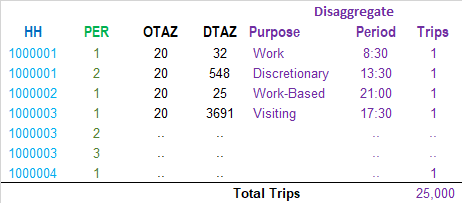 Disaggregate
HH PER OTAZ DTAZ Purpose Period Trips
1000001 1 20 32 Work 8:30 1
1000001 2 20 548 Discretionary 13:30 1
1000002 1 20 25 Work-Based 21:00 1
1000003 1 20 3691 Visiting 17:30 1
1000003 2 .. .. .. ..
1000003 3 .. .. .. ..
1000004 1 .. .. .. 1
Total Trips 25,000